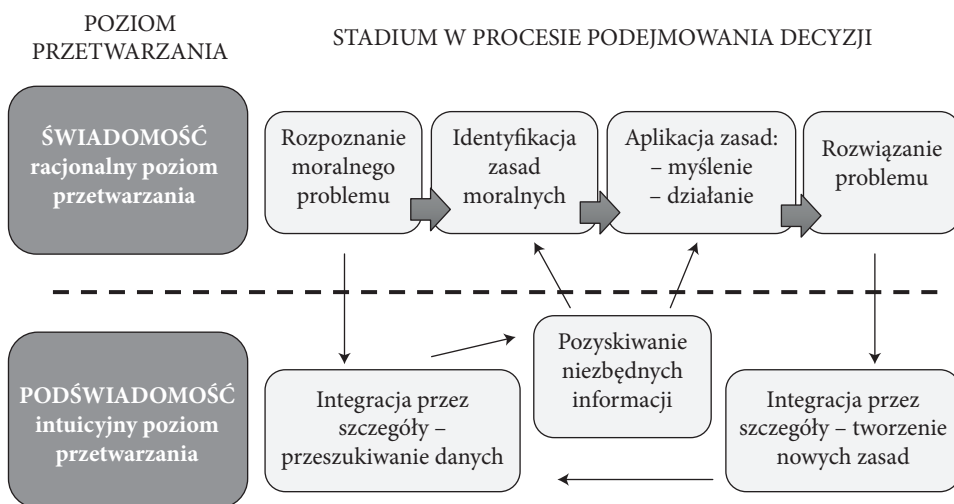 POZIOM
PRZETWARZANIA
STADIUM W PROCESIE PODEJMOWANIA DECYZJI
ŚWIADOMOŚĆ
racjonalny poziom
przetwarzania
Rozpoznanie
moralnego
problemu
Identyfikacja
zasad
moralnych
Aplikacja zasad:
– myślenie
– działanie
Rozwiązanie
problemu
PODŚWIADOMOŚĆ
intuicyjny poziom
przetwarzania
Integracja przez
szczegóły –
przeszukiwanie danych
Pozyskiwanie
niezbędnych
informacji
Integracja przez
szczegóły – tworzenie
nowych zasad